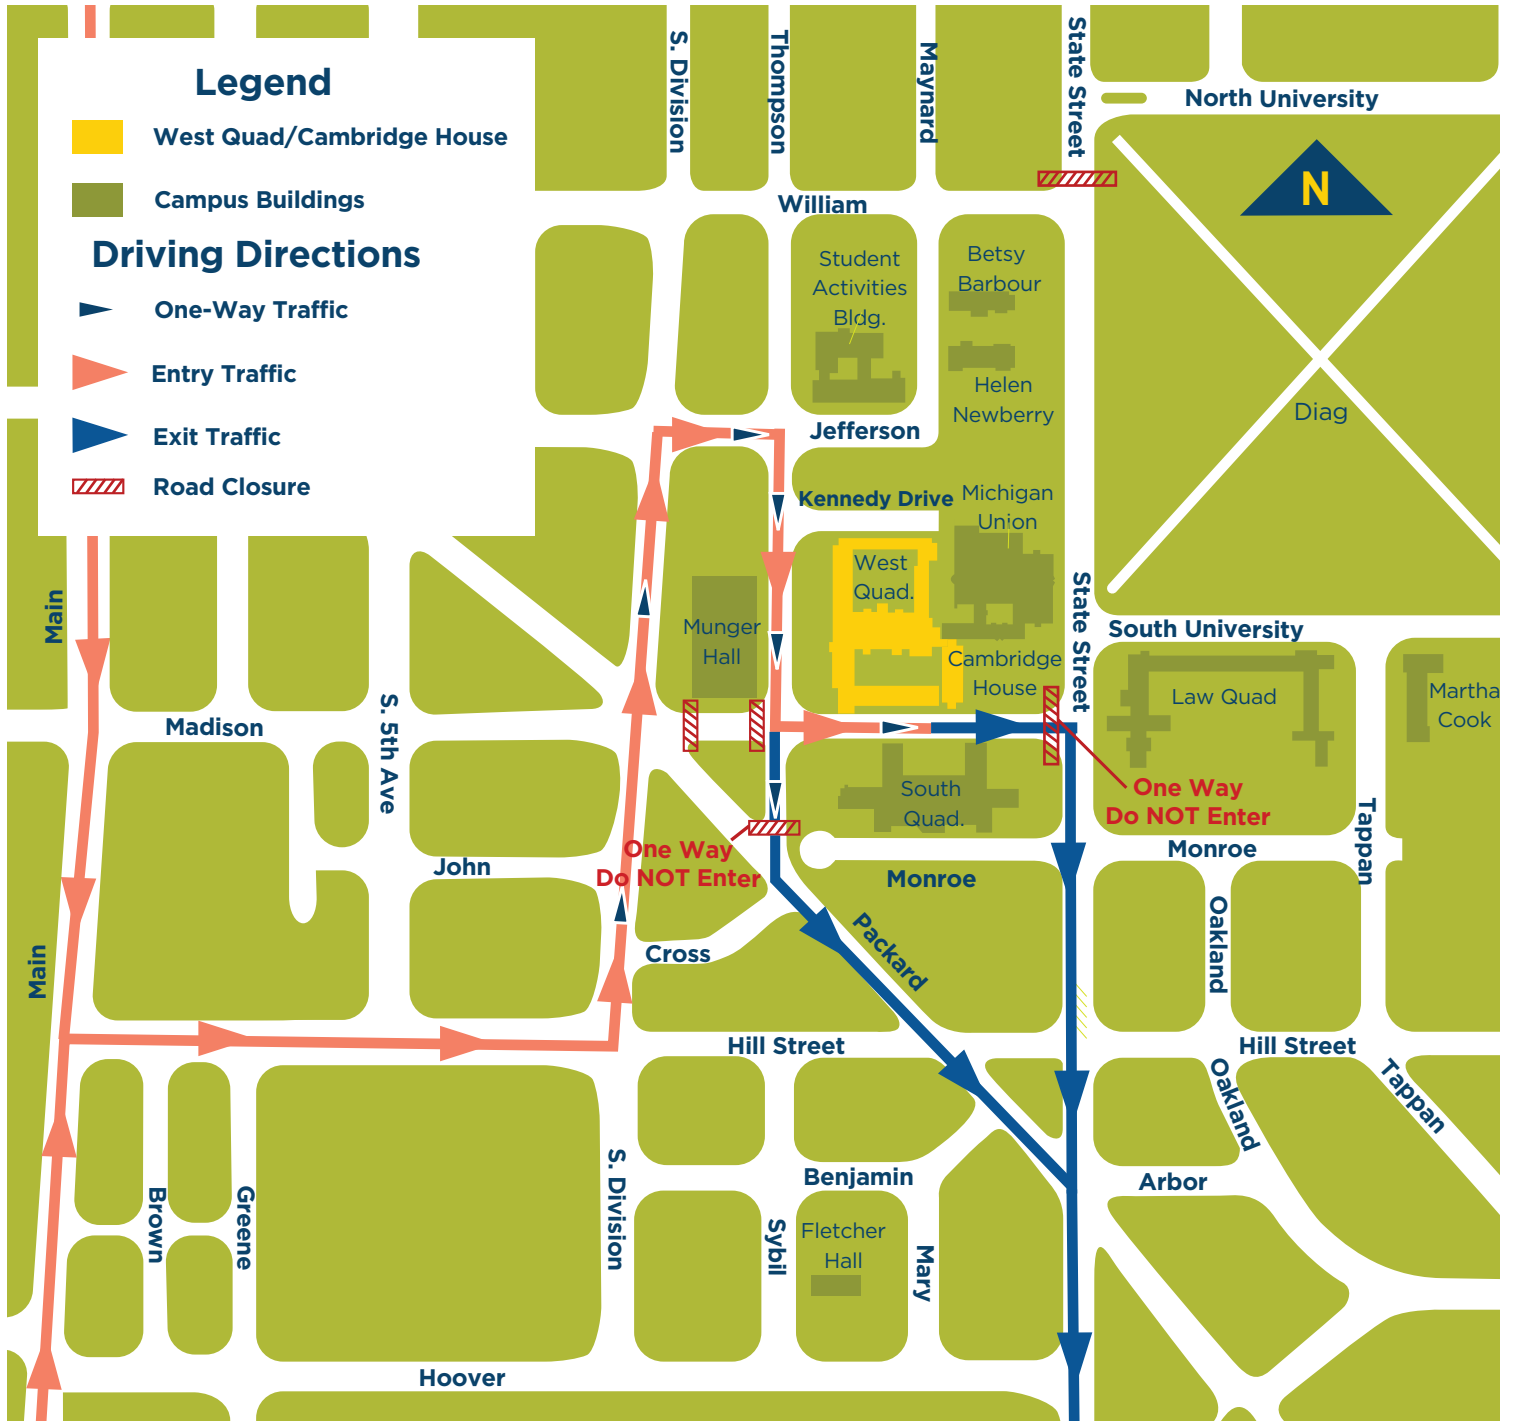 Legend
West Quad/Cambridge House
Campus Buildings
Driving Directions
One-Way Traffic
Entry Traffic
Exit Traffic
Road Closure
S. Division
Thompson
Maynard
State Street
North University
N
William
Student
Activities
Bldg.
Betsy
Barbour
Helen
Newberry
Diag
Jefferson
Kennedy Drive
Michigan
Union
West
Quad.
Main
Munger
Hall
State Street
South University
Cambridge
House
Law Quad
Martha
Cook
Madison
S. 5th Ave
South
Quad.
One Way
Do NOT Enter
Tappan
John
One Way
Do NOT Enter
Monroe
Monroe
Main
Cross
Packard
Oakland
Hill Street
Hill Street
Oakland
Tappan
Brown
Greene
S. Division
Benjamin
Arbor
Sybil
Fletcher
Hall
Mary
Hoover